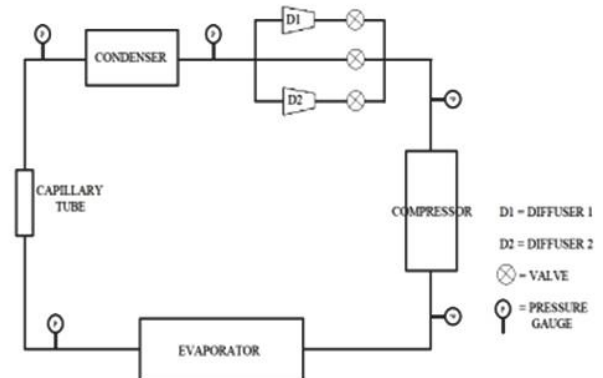 P
P
D1
CONDENSER
D2
CAPILLARY
TUBE
COMPRESSOR
D1 = DIFFUSER 1
D2 = DIFFUSER 2
= VALVE
P
= PRESSURE
GAUGE
P
EVAPORATOR